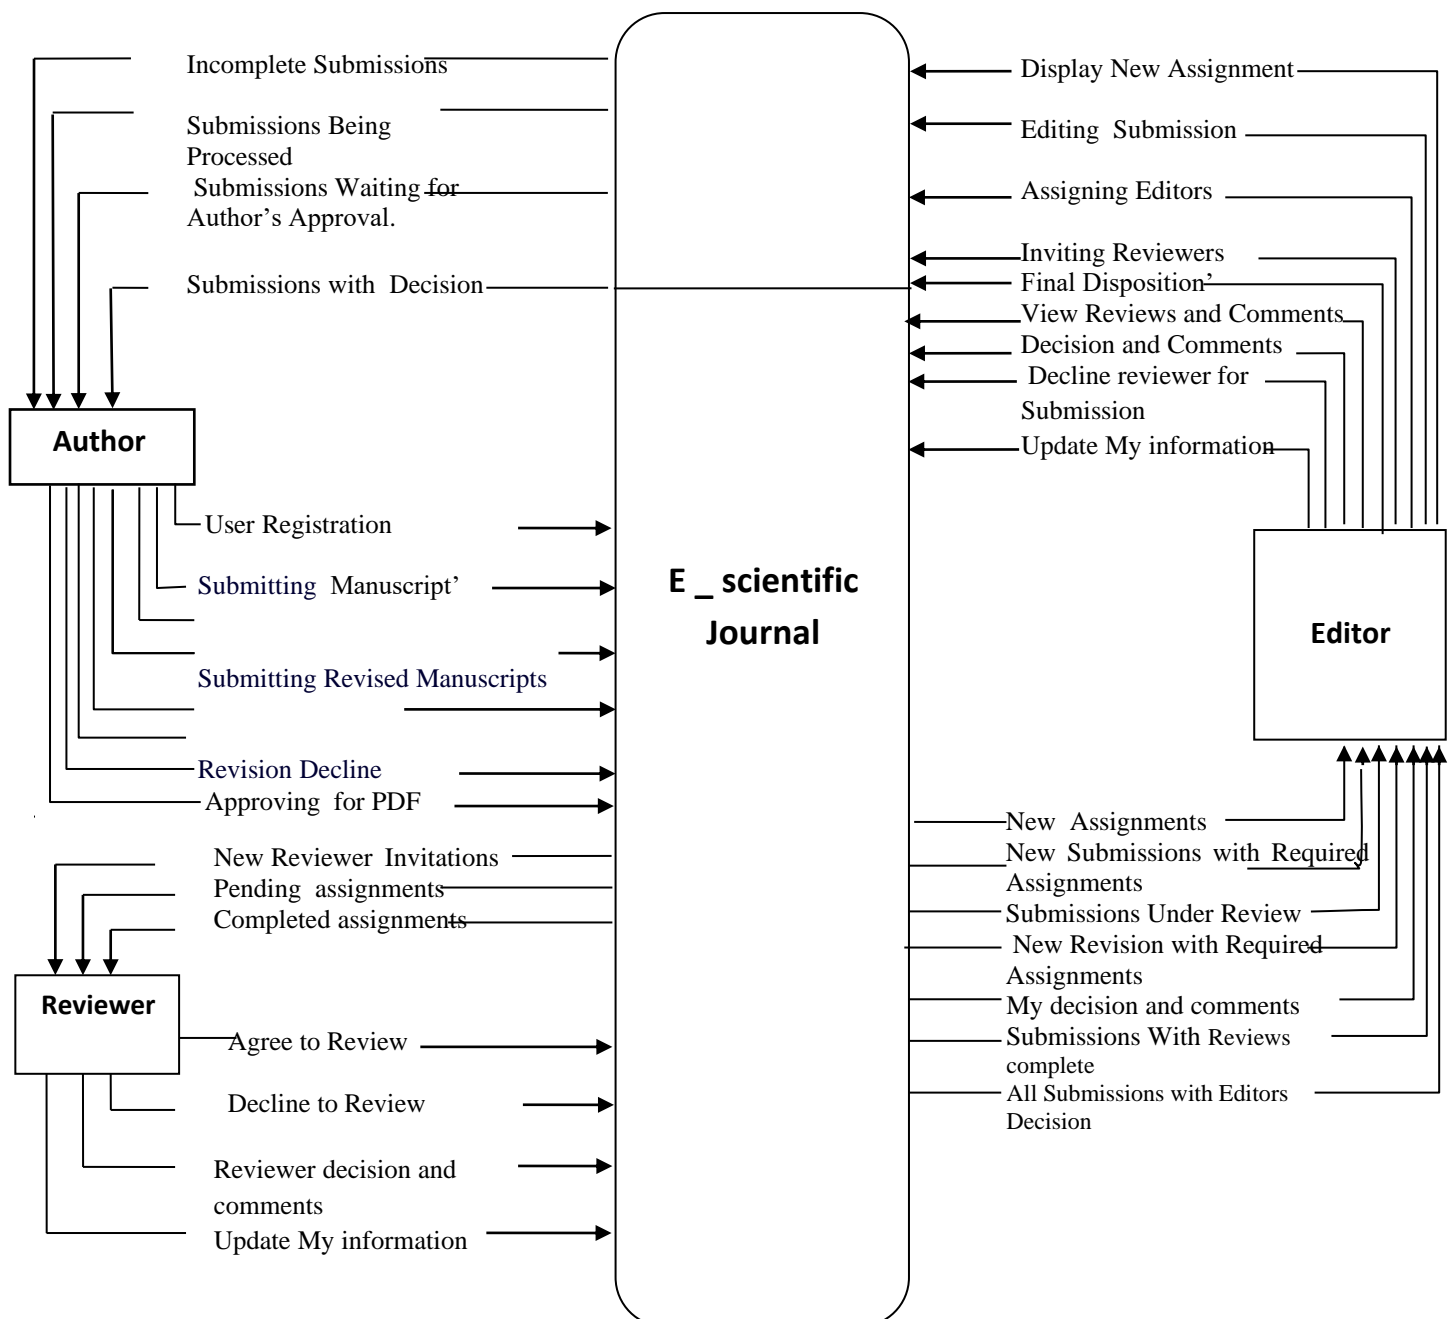 Incomplete Submissions
Submissions Being
Processed
Submissions Waiting for
Author’s Approval.
Submissions with Decision
Author
User Registration
Submitting Manuscript’
Submitting Revised Manuscripts
Revision Decline
Approving for PDF
New Reviewer Invitations
Pending assignments
Completed assignments
Reviewer
Agree to Review
Decline to Review
Reviewer decision and
comments
Update My information
E _ scientific
Journal
Display New Assignment
Editing Submission
Assigning Editors
Inviting Reviewers
Final Disposition’
View Reviews and Comments
Decision and Comments
Decline reviewer for
Submission
Update My information
Editor
New Assignments
New Submissions with Required
Assignments
Submissions Under Review
New Revision with Required
Assignments
My decision and comments
Submissions With Reviews
complete
All Submissions with Editors
Decision